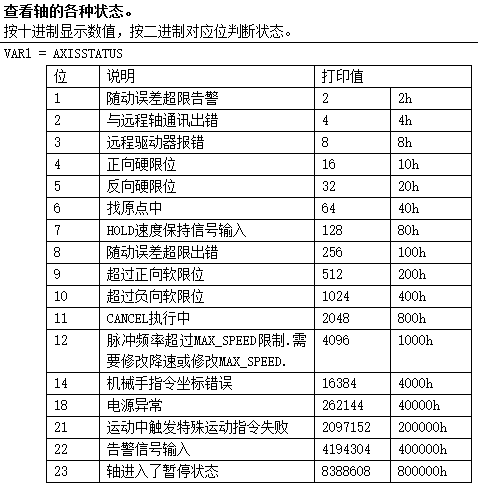 查看轴的各种状态。
按十进制显示数值，按二进制对应位判断状态。
VAR1 = AXISSTATUS
位 说明 打印值
1 随动误差超限告警 2 2h
2 与远程轴通讯出错 4 4h
3 远程驱动器报错 8 8h
4 正向硬限位 16 10h
5 反向硬限位 32 20h
6 找原点中 64 40h
7 HOLD速度保持信号输入 128 80h
8 随动误差超限出错 256 100h
9 超过正向软限位 512 200h
10 超过负向软限位 1024 400h
11 CANCEL执行中 2048 800h
12 脉冲频率超过MAX_SPEED限制.需 4096 1000h
要修改降速或修改MAX_SPEED.
14 机械手指令坐标错误 16384 4000h
18 电源异常 262144 40000h
21 运动中触发特殊运动指令失败 2097152 200000h
22 告警信号输入 4194304 400000h
23 轴进入了暂停状态 8388608 800000h